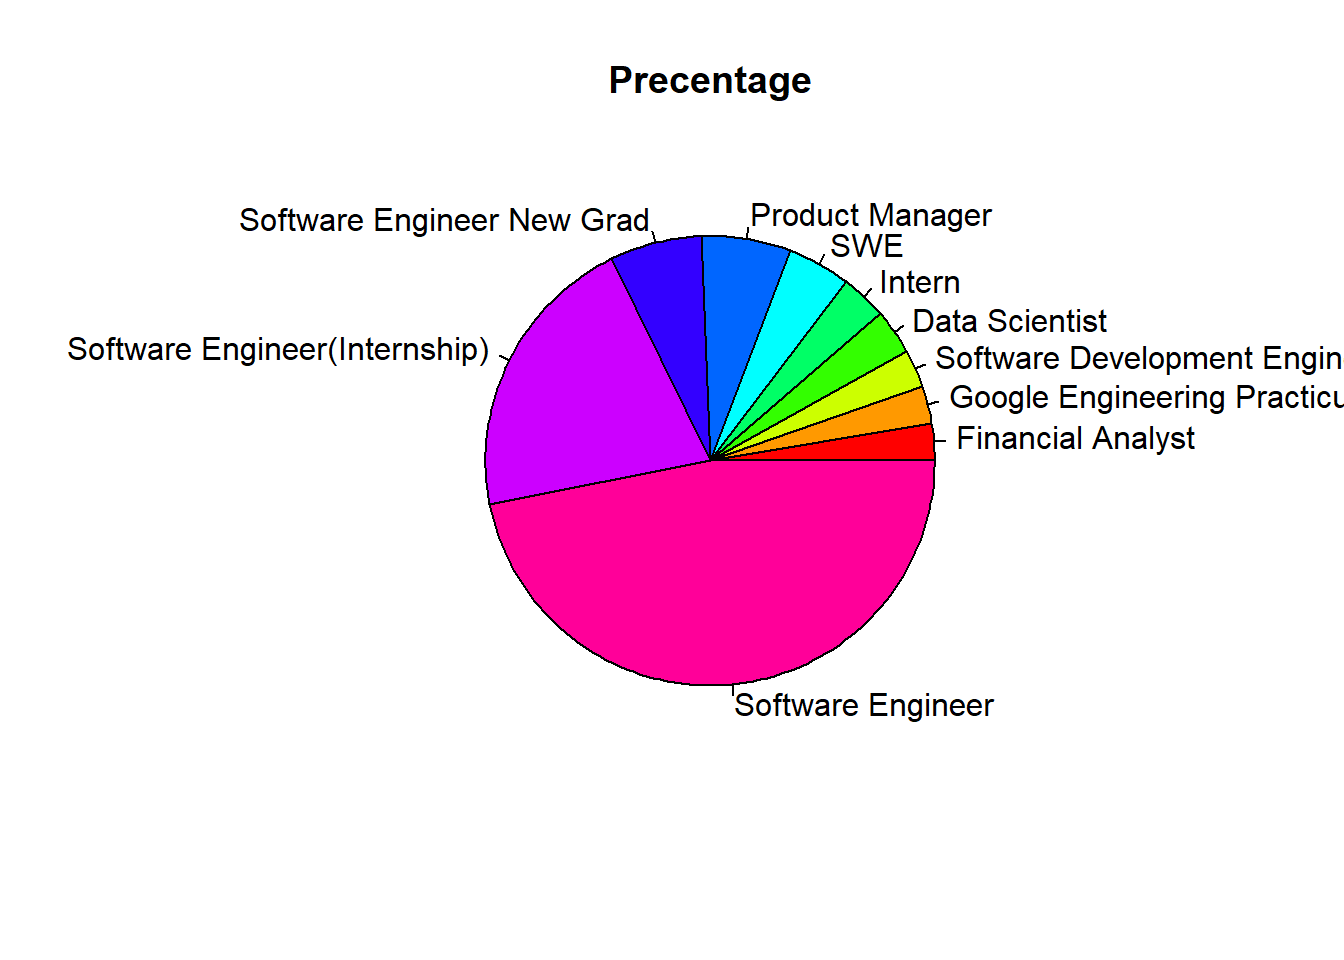 Precentage
Software Engineer New Grad
Product Manager
SWE
Intern
Data Scientist
Software Engineer(Internship)
Software Development Engin
Google Engineering Practicu
Financial Analyst
Software Engineer